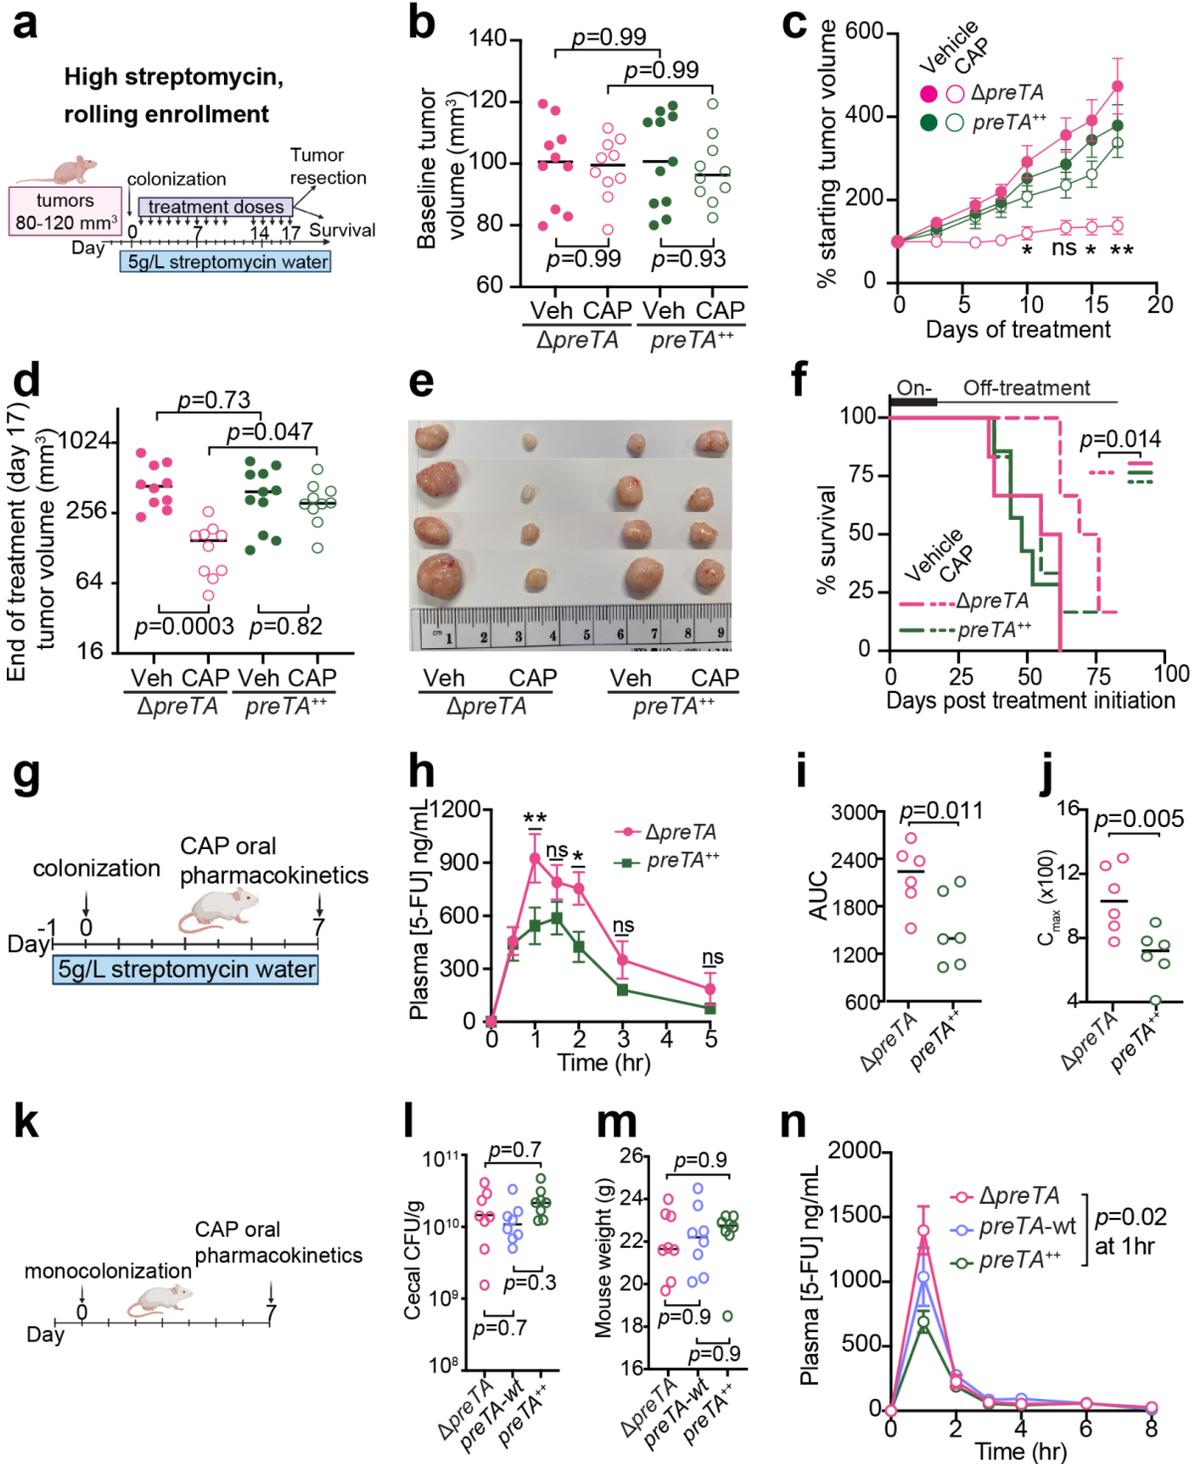 a
High streptomycin,
rolling enrollment
tumors
80-120 mm³
colonization
treatment doses
Tumor
resection
Survival
Day
0 7 14 17
5g/L streptomycin water
b
Baseline tumor
volume (mm³)
140
120
100
80
60
p=0.99
p=0.99
p=0.99 p=0.93
Veh CAP Veh CAP
ΔpreTA preTA⁺⁺
c
% starting tumor volume
600
400
200
0
Vehicle
CAP
ΔpreTA
preTA⁺⁺
* ns * **
0 5 10 15 20
Days of treatment
d
End of treatment (day 17)
tumor volume (mm³)
1024
256
64
16
p=0.73
p=0.047
p=0.0003 p=0.82
Veh CAP Veh CAP
ΔpreTA preTA⁺⁺
e
cm 1 2 3 4 5 6 7 8 9
Veh CAP Veh CAP
ΔpreTA preTA⁺⁺
f
On- Off-treatment
% survival
100
75
50
25
0
p=0.014
Vehicle
CAP
ΔpreTA
preTA⁺⁺
0 25 50 75 100
Days post treatment initiation
g
colonization
CAP oral
pharmacokinetics
-1 0 7
Day
5g/L streptomycin water
h
Plasma [5-FU] ng/mL
1200
900
600
300
0
** ns * ns ns
ΔpreTA
preTA⁺⁺
0 1 2 3 4 5
Time (hr)
i
AUC
3000
2400
1800
1200
600
p=0.011
ΔpreTA preTA⁺⁺
j
Cmax (x100)
16
12
8
4
p=0.005
ΔpreTA preTA⁺⁺
k
monocolonization
CAP oral
pharmacokinetics
0 7
Day
l
Cecal CFU/g
10¹¹
10¹⁰
10⁹
10⁸
p=0.7
p=0.3
p=0.7
ΔpreTA preTA-wt preTA⁺⁺
m
Mouse weight (g)
26
24
22
20
18
16
p=0.9
p=0.9
p=0.9
ΔpreTA preTA-wt preTA⁺⁺
n
Plasma [5-FU] ng/mL
2000
1500
1000
500
0
ΔpreTA
preTA-wt
preTA⁺⁺
p=0.02
at 1hr
0 2 4 6 8
Time (hr)